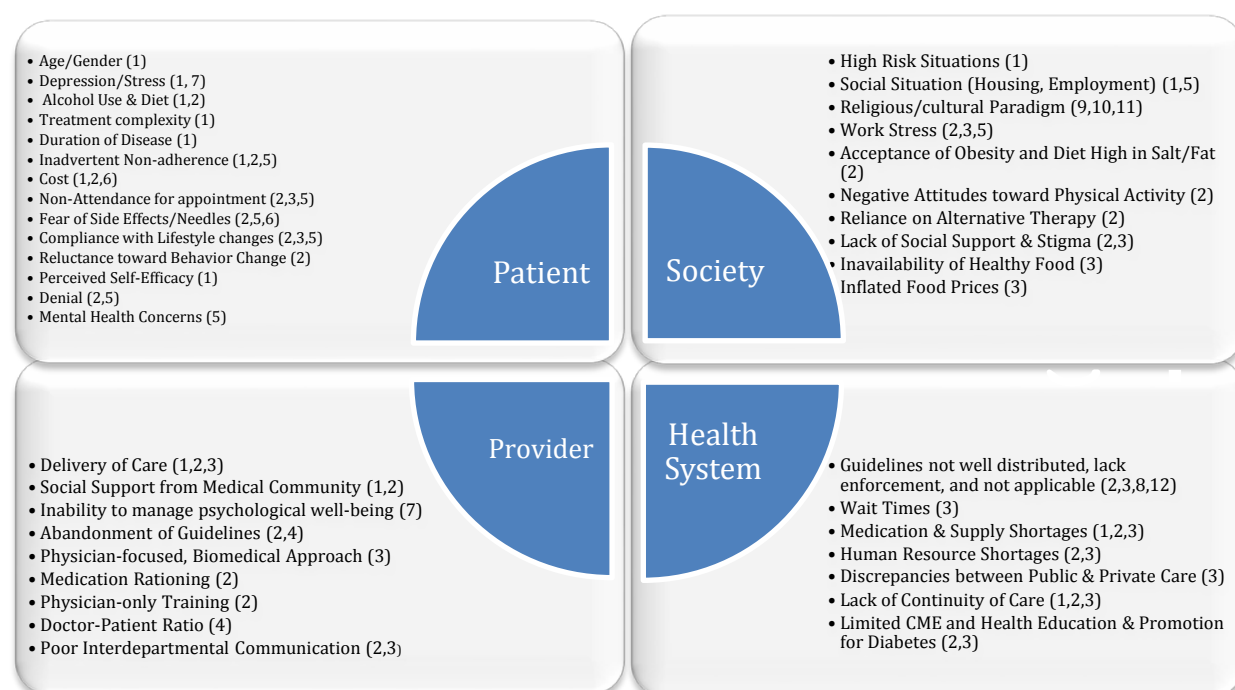 • Age/Gender (1)
• Depression/Stress (1, 7)
• Alcohol Use & Diet (1,2)
• Treatment complexity (1)
• Duration of Disease (1)
• Inadvertent Non-adherence (1,2,5)
• Cost (1,2,6)
• Non-Attendance for appointment (2,3,5)
• Fear of Side Effects/Needles (2,5,6)
• Compliance with Lifestyle changes (2,3,5)
• Reluctance toward Behavior Change (2)
• Perceived Self-Efficacy (1)
• Denial (2,5)
• Mental Health Concerns (5)
Patient
• High Risk Situations (1)
• Social Situation (Housing, Employment) (1,5)
• Religious/cultural Paradigm (9,10,11)
• Work Stress (2,3,5)
• Acceptance of Obesity and Diet High in Salt/Fat
(2)
• Negative Attitudes toward Physical Activity (2)
• Reliance on Alternative Therapy (2)
• Lack of Social Support & Stigma (2,3)
• Inavailability of Healthy Food (3)
Inflated Food Prices (3)
Society
Provider
• Delivery of Care (1,2,3)
• Social Support from Medical Community (1,2)
• Inability to manage psychological well-being (7)
• Abandonment of Guidelines (2,4)
• Physician-focused, Biomedical Approach (3)
• Medication Rationing (2)
• Physician-only Training (2)
• Doctor-Patient Ratio (4)
• Poor Interdepartmental Communication (2,3)
Health
System
• Guidelines not well distributed, lack
enforcement, and not applicable (2,3,8,12)
• Wait Times (3)
• Medication & Supply Shortages (1,2,3)
• Human Resource Shortages (2,3)
• Discrepancies between Public & Private Care (3)
• Lack of Continuity of Care (1,2,3)
• Limited CME and Health Education & Promotion
for Diabetes (2,3)